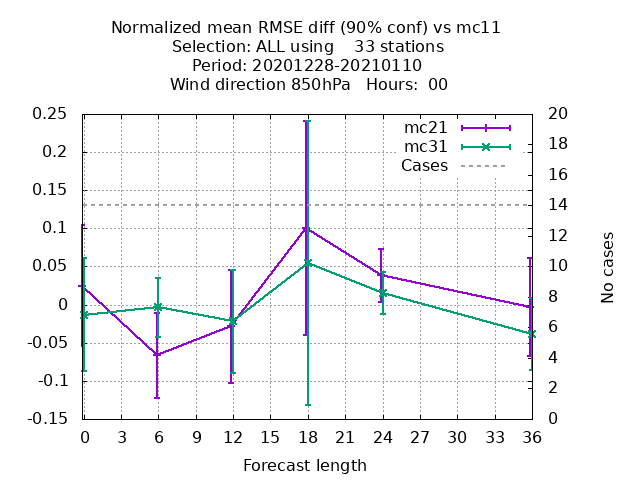 Normalized mean RMSE diff (90% conf) vs mc11
Selection: ALL using    33 stations
Period: 20201228-20210110
Wind direction 850hPa   Hours:  00
mc21
mc31
Cases
0.25
0.2
0.15
0.1
0.05
0
-0.05
-0.1
-0.15
20
18
16
14
12
10
8
6
4
2
0
No cases
0 3 6 9 12 15 18 21 24 27 30 33 36
Forecast length